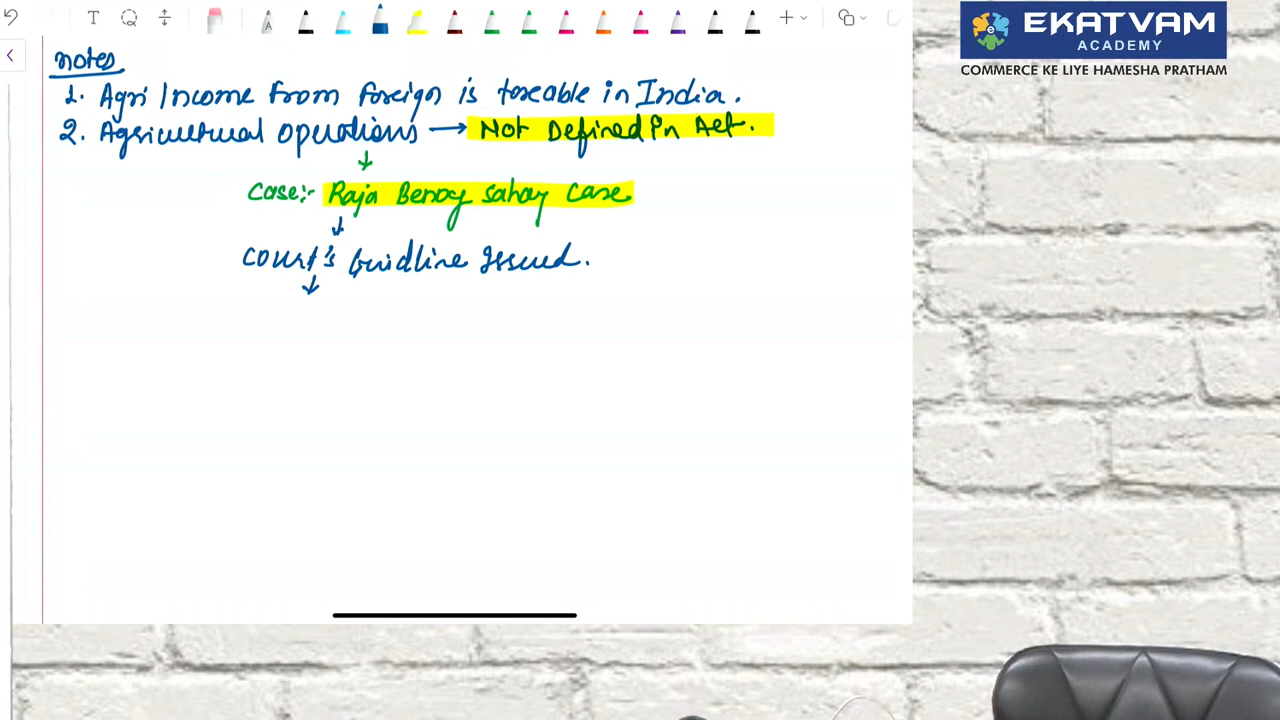 EKATVAM
ACADEMY
COMMERCE KE LIYE HAMESHA PRATHAM
notes
1. Agri Income from foreign is taxable in India.
2. Agricultural operations → Not Defined in Act.
↓
Case:- Raja Benoy Sahay Case
↓
Court's Guidline Issued.
↓